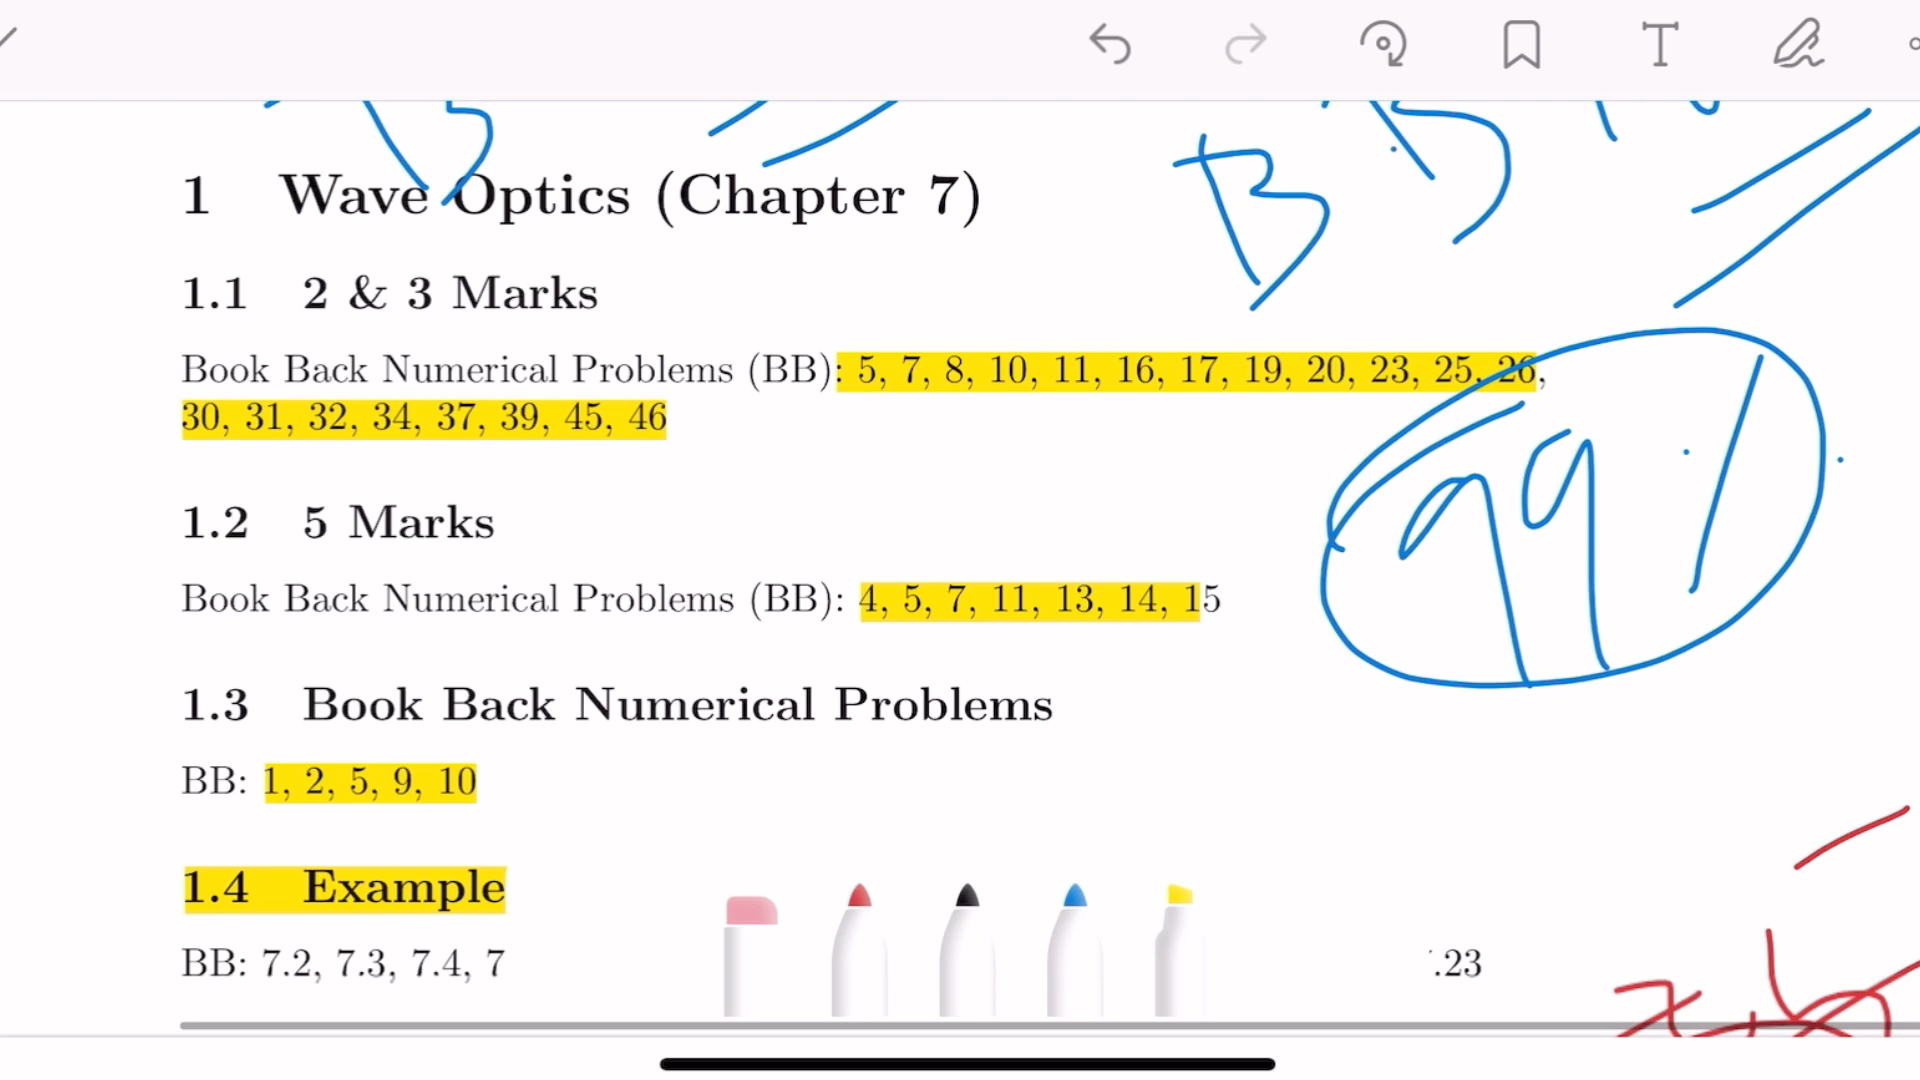 B
1 Wave Optics (Chapter 7)
1.1 2 & 3 Marks
Book Back Numerical Problems (BB): 5, 7, 8, 10, 11, 16, 17, 19, 20, 23, 25, 26,
30, 31, 32, 34, 37, 39, 45, 46
99
1.2 5 Marks
Book Back Numerical Problems (BB): 4, 5, 7, 11, 13, 14, 15
1.3 Book Back Numerical Problems
BB: 1, 2, 5, 9, 10
1.4 Example
BB: 7.2, 7.3, 7.4, 7 .23